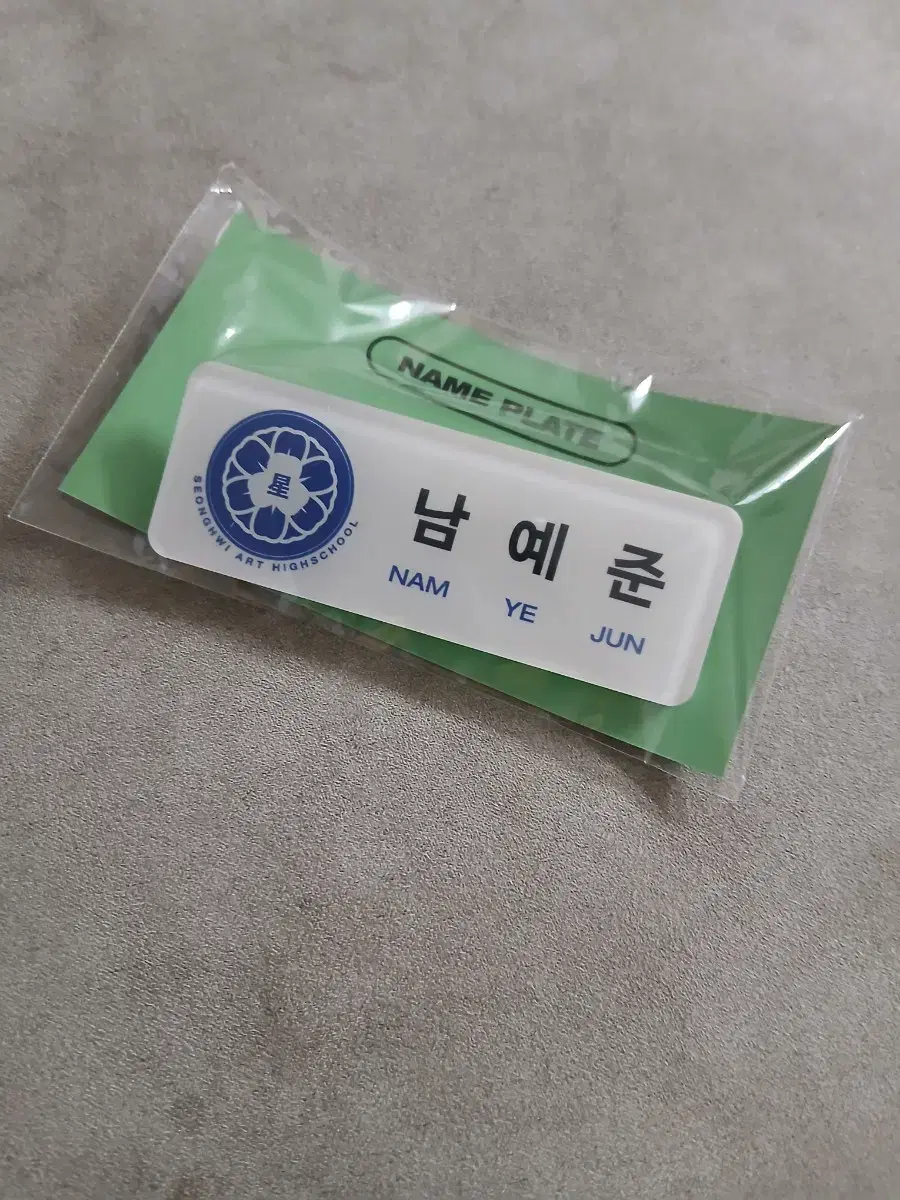 NAME PLATE
星
SEONGHWI ART HIGHSCHOOL
남 예 준
NAM YE JUN